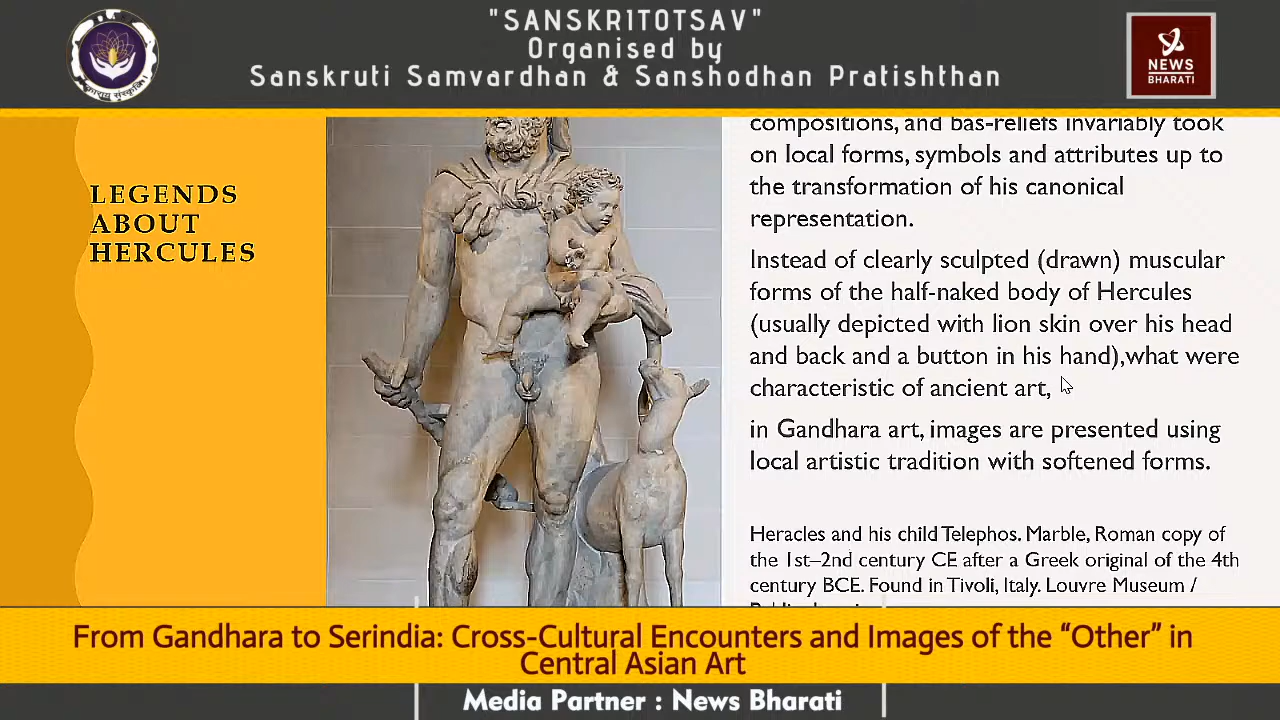 "SANSKRITOTSAV"
Organised by
Sanskruti Samvardhan & Sanshodhan Pratishthan
NEWS
BHARATI
LEGENDS
ABOUT
HERCULES
compositions, and bas-reliefs invariably took
on local forms, symbols and attributes up to
the transformation of his canonical
representation.
Instead of clearly sculpted (drawn) muscular
forms of the half-naked body of Hercules
(usually depicted with lion skin over his head
and back and a button in his hand),what were
characteristic of ancient art,
in Gandhara art, images are presented using
local artistic tradition with softened forms.
Heracles and his child Telephos. Marble, Roman copy of
the 1st–2nd century CE after a Greek original of the 4th
century BCE. Found in Tivoli, Italy. Louvre Museum /
From Gandhara to Serindia: Cross-Cultural Encounters and Images of the “Other” in
Central Asian Art
Media Partner : News Bharati